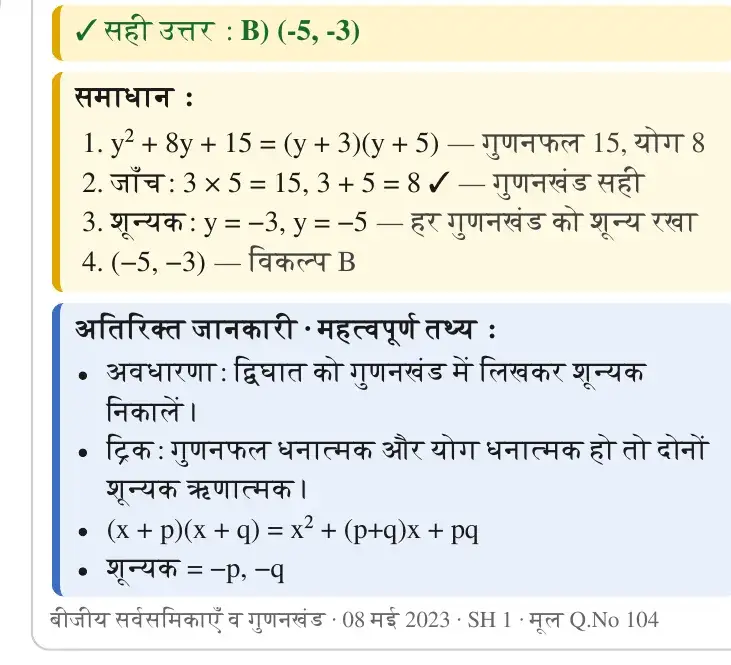 ✓ सही उत्तर : B) (-5, -3)
समाधान :
1. y² + 8y + 15 = (y + 3)(y + 5) — गुणनफल 15, योग 8
2. जाँच : 3 × 5 = 15, 3 + 5 = 8 ✓ — गुणनखंड सही
3. शून्यक : y = −3, y = −5 — हर गुणनखंड को शून्य रखा
4. (−5, −3) — विकल्प B
अतिरिक्त जानकारी · महत्वपूर्ण तथ्य :
• अवधारणा : द्विघात को गुणनखंड में लिखकर शून्यक
निकालें।
• ट्रिक : गुणनफल धनात्मक और योग धनात्मक हो तो दोनों
शून्यक ऋणात्मक।
• (x + p)(x + q) = x² + (p+q)x + pq
• शून्यक = −p, −q
बीजीय सर्वसमिकाएँ व गुणनखंड · 08 मई 2023 · SH 1 · मूल Q.No 104